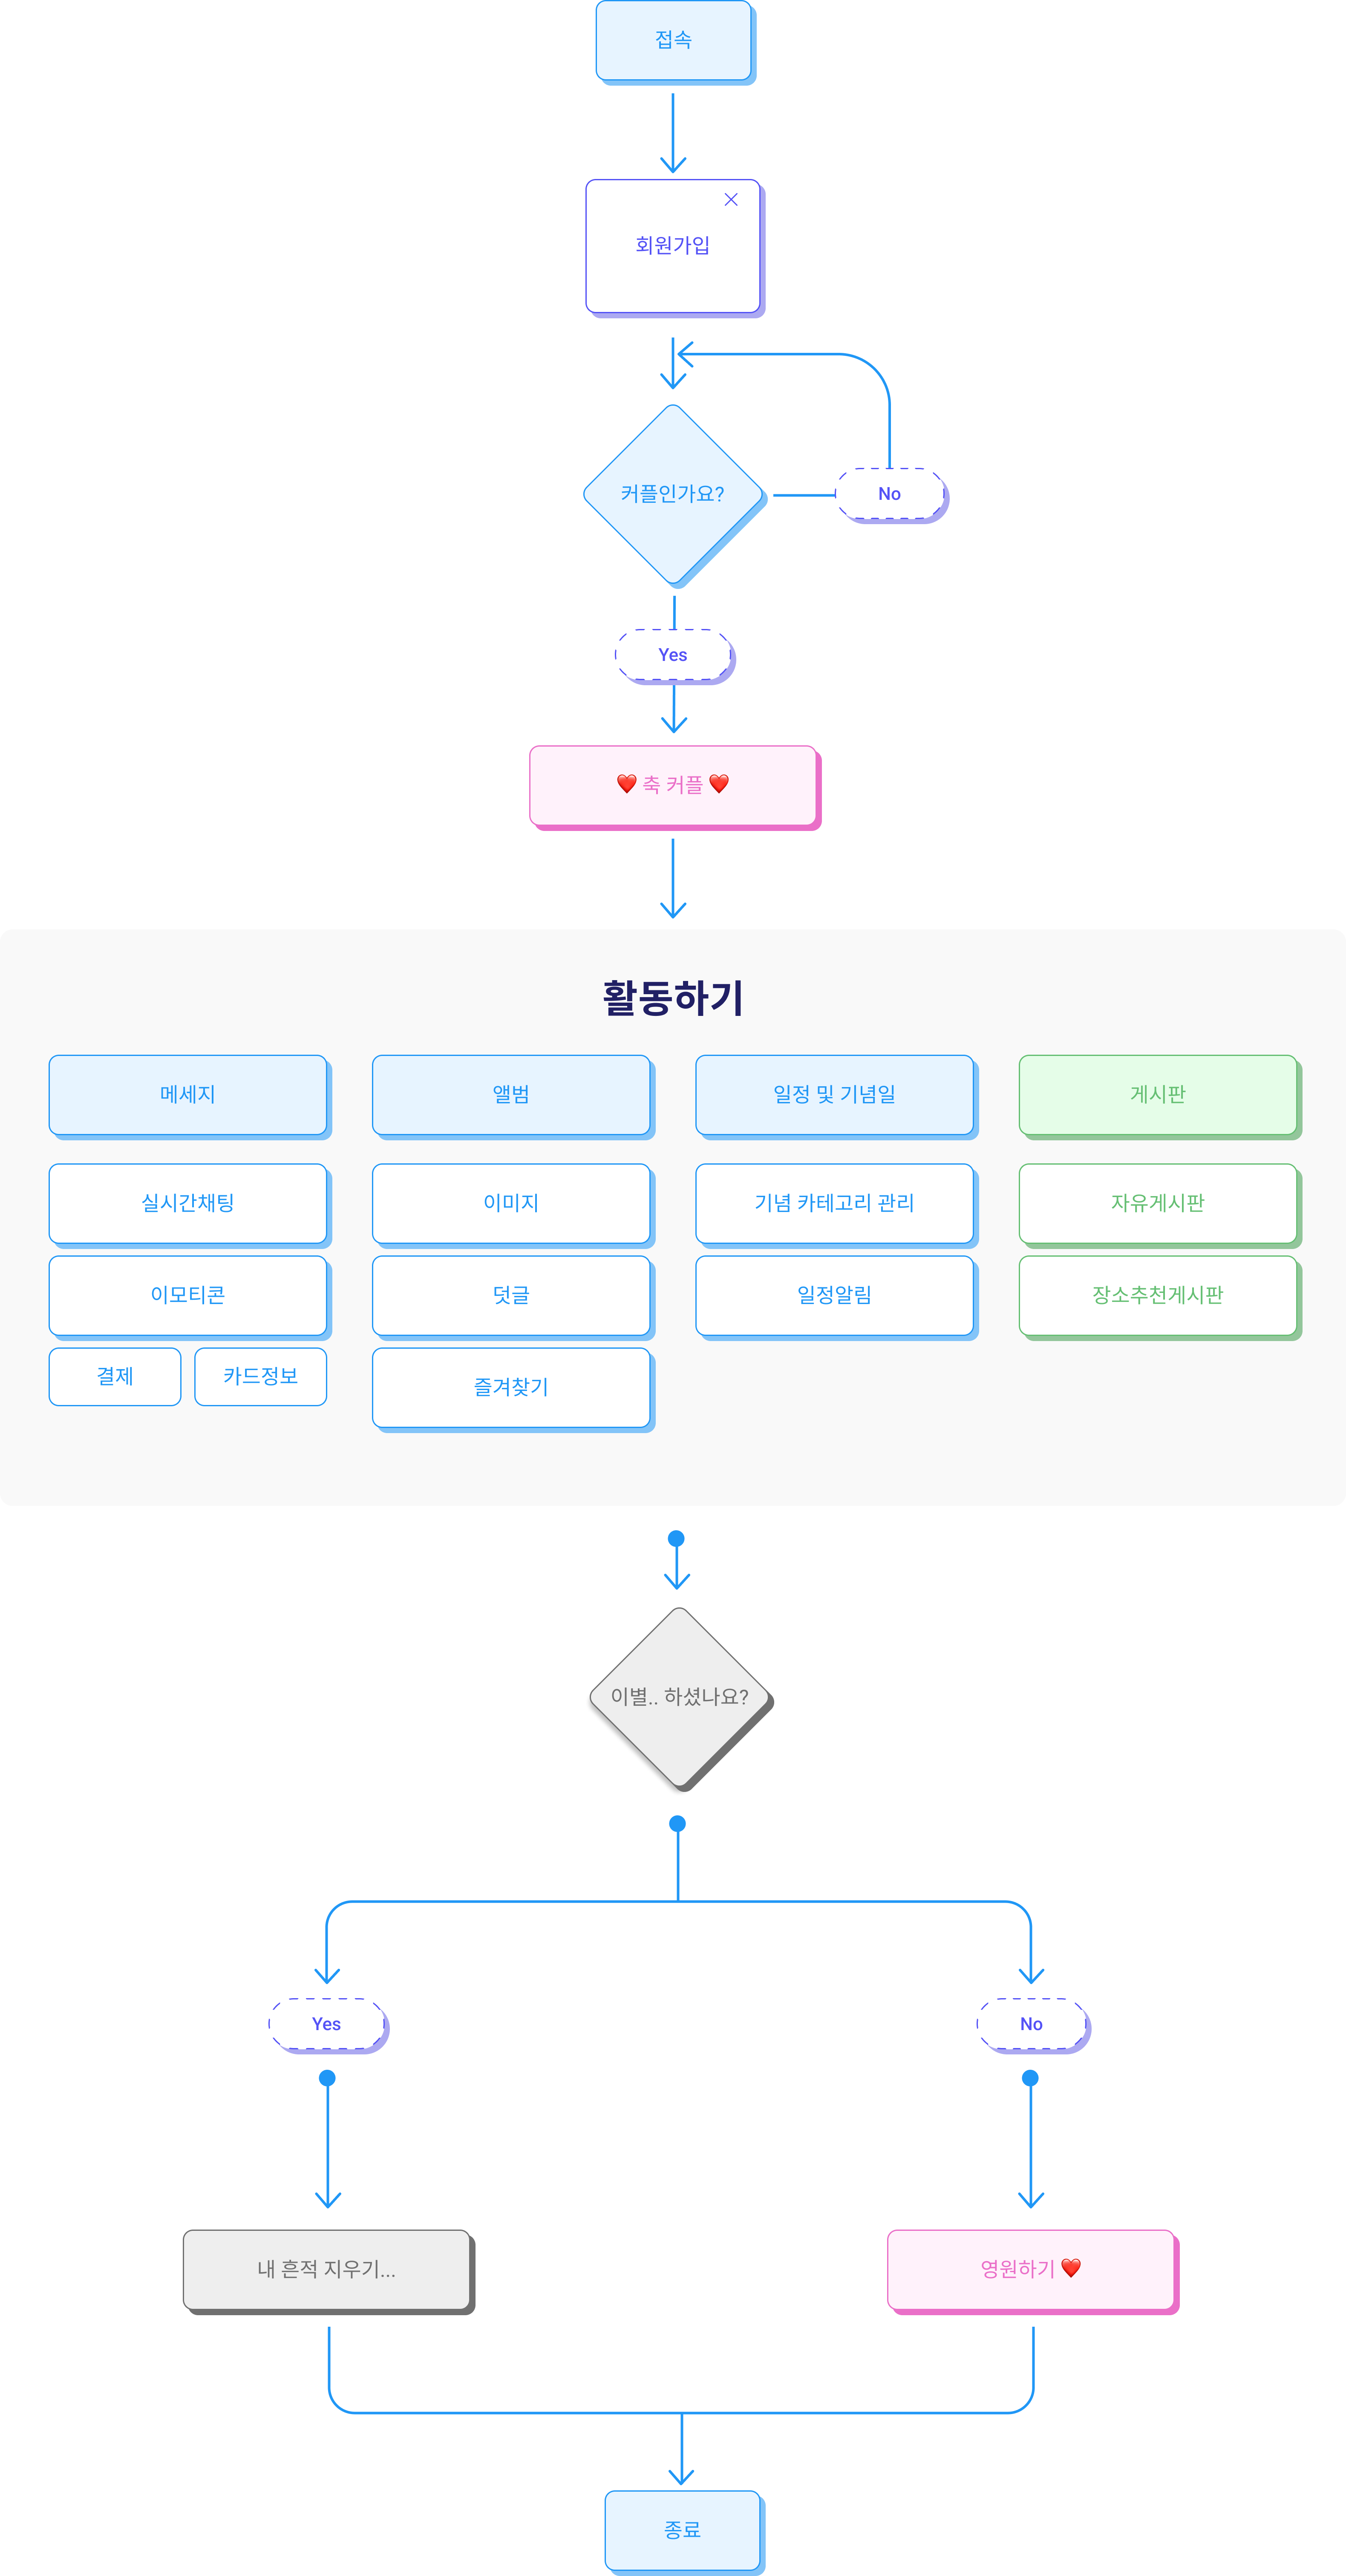 접속
회원가입
커플인가요?
No
Yes
❤️ 축 커플 ❤️
활동하기
메세지
앨범
일정 및 기념일
게시판
실시간채팅
이미지
기념 카테고리 관리
자유게시판
이모티콘
덧글
일정알림
장소추천게시판
결제
카드정보
즐겨찾기
이별.. 하셨나요?
Yes
No
내 흔적 지우기...
영원하기 ❤️
종료